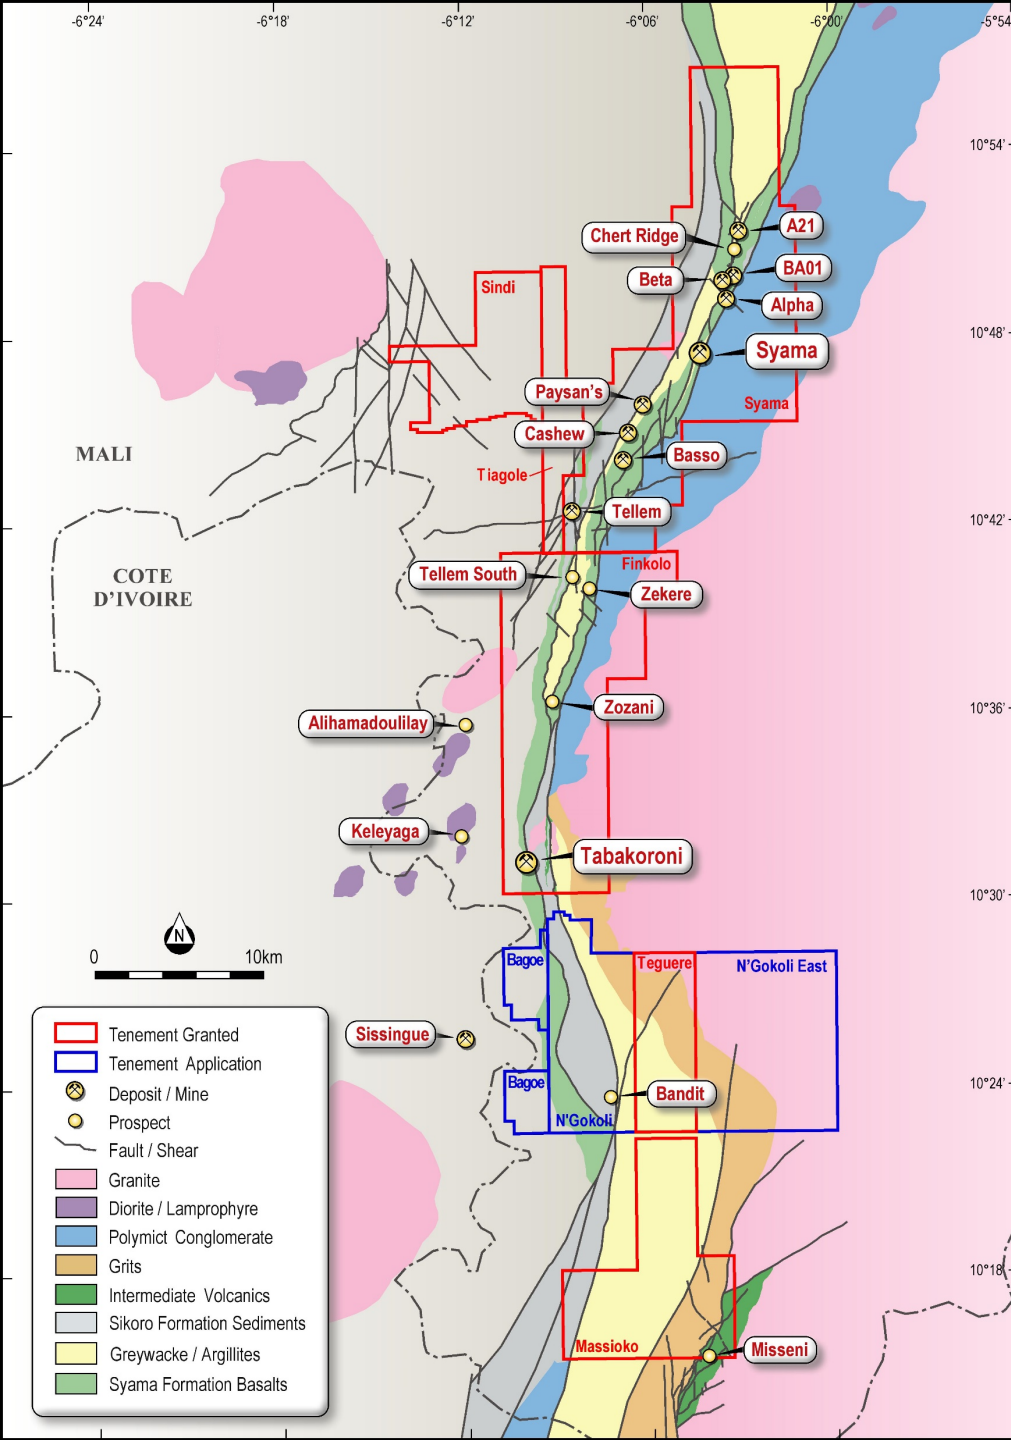 -6°24'
-6°18'
-6°12'
-6°06'
-6°00'
-5°54'
10°54'
A21
Chert Ridge
BA01
Beta
Sindi
Alpha
10°48'
Syama
Paysan's
Syama
Cashew
MALI
Basso
Tiagole
Tellem
10°42'
Finkolo
Tellem South
COTE
D'IVOIRE
Zekere
Zozani
10°36'
Alihamadoulilay
Keleyaga
Tabakoroni
10°30'
N
0
10km
Bagoe
Teguere
N'Gokoli East
Sissingue
Bagoe
10°24'
Bandit
N'Gokoli
Tenement Granted
Tenement Application
Deposit / Mine
Prospect
Fault / Shear
Granite
Diorite / Lamprophyre
Polymict Conglomerate
Grits
Intermediate Volcanics
Sikoro Formation Sediments
Greywacke / Argillites
Syama Formation Basalts
10°18'
Massioko
Misseni